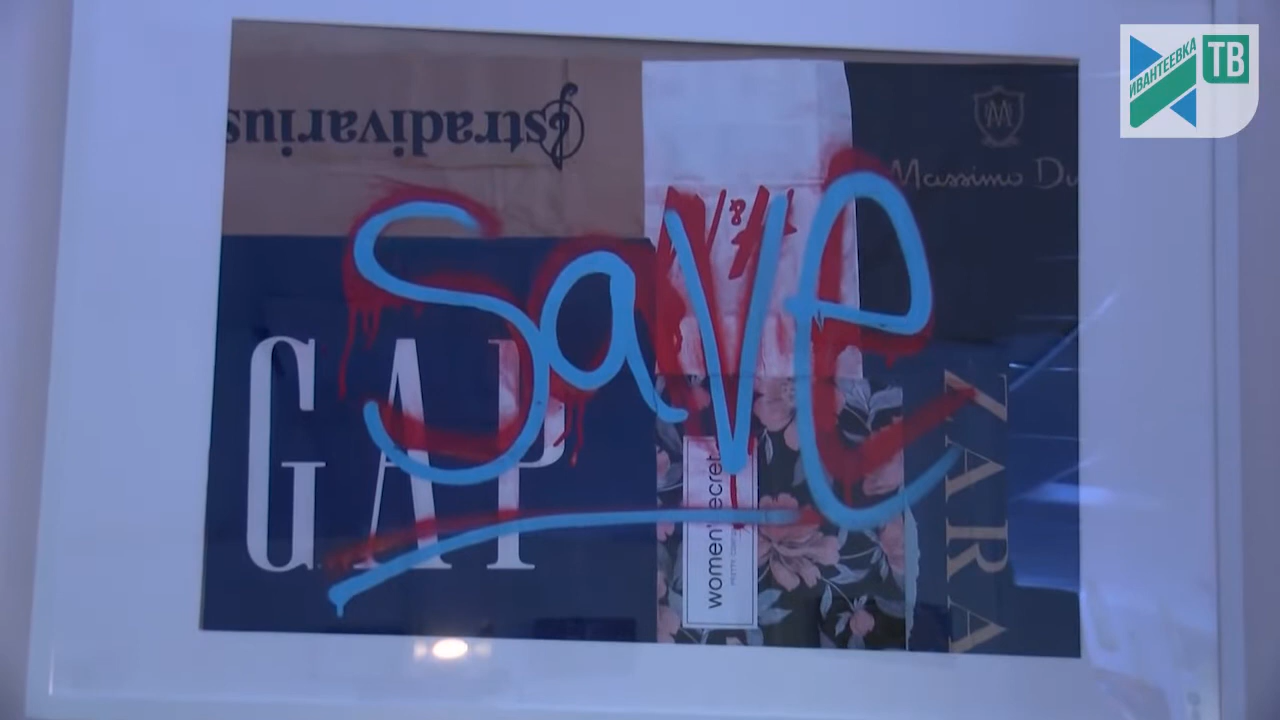 ИВАНТЕЕВКА
ТВ
stradivarius
Massimo Du
save
GAP
women'secret
ZARA